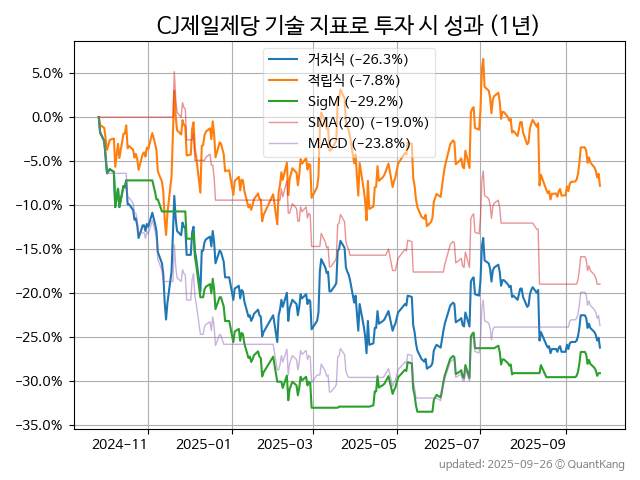 CJ제일제당 기술 지표로 투자 시 성과 (1년)
거치식 (−26.3%)
적립식 (−7.8%)
SigM (−29.2%)
SMA(20) (−19.0%)
MACD (−23.8%)
5.0%
0.0%
−5.0%
−10.0%
−15.0%
−20.0%
−25.0%
−30.0%
−35.0%
2024-11 2025-01 2025-03 2025-05 2025-07 2025-09
updated: 2025-09-26 © QuantKang